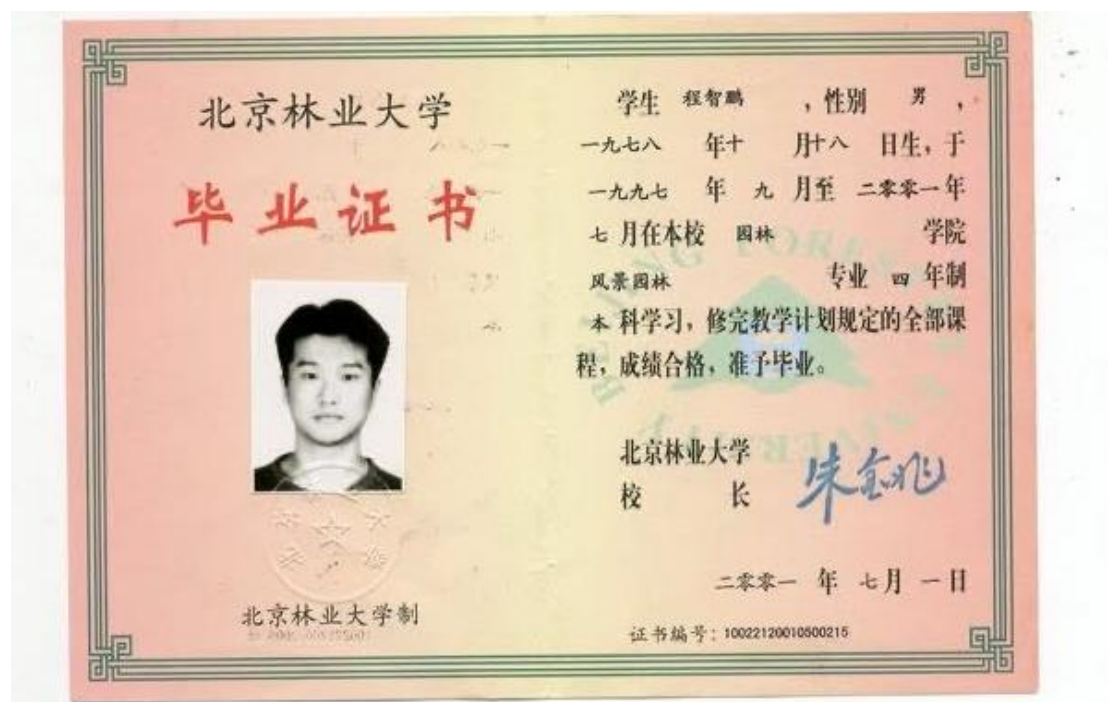 北京林业大学
毕业证书
北京林业大学制
学生 程智鹏 ，性别 男 ，
一九七八 年十 月十八 日生，于
一九九七 年 九 月至 二零零一年
七 月在本校 园林 学院
风景园林 专业 四 年制
本 科学习，修完教学计划规定的全部课
程，成绩合格，准予毕业。
北京林业大学
校 长 朱金兆
二零零一 年 七月 一日
证书编号：10022120010500215